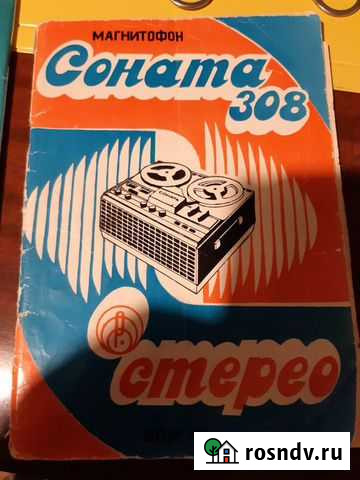 МАГНИТОФОН
Соната
308
стерео
rosndv.ru